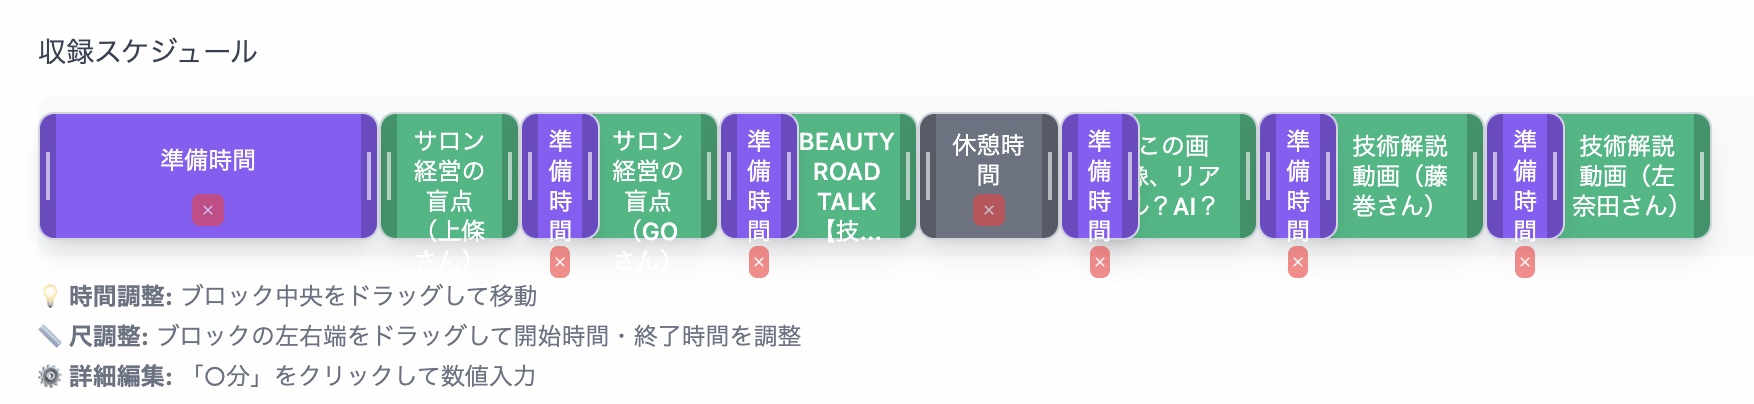 収録スケジュール
準備時間
×
サロン
経営の
盲点
（上條
さん）
準
備
時
間
×
サロン
経営の
盲点
（GO
さん）
準
備
時
間
×
BEAUTY
ROAD
TALK
【技...
休憩時
間
×
準
備
時
間
×
この画
像、リア
ル？AI？
準
備
時
間
×
技術解説
動画（藤
巻さん）
準
備
時
間
×
技術解説
動画（左
奈田さん）
💡 時間調整: ブロック中央をドラッグして移動
📏 尺調整: ブロックの左右端をドラッグして開始時間・終了時間を調整
⚙️ 詳細編集: 「〇分」をクリックして数値入力